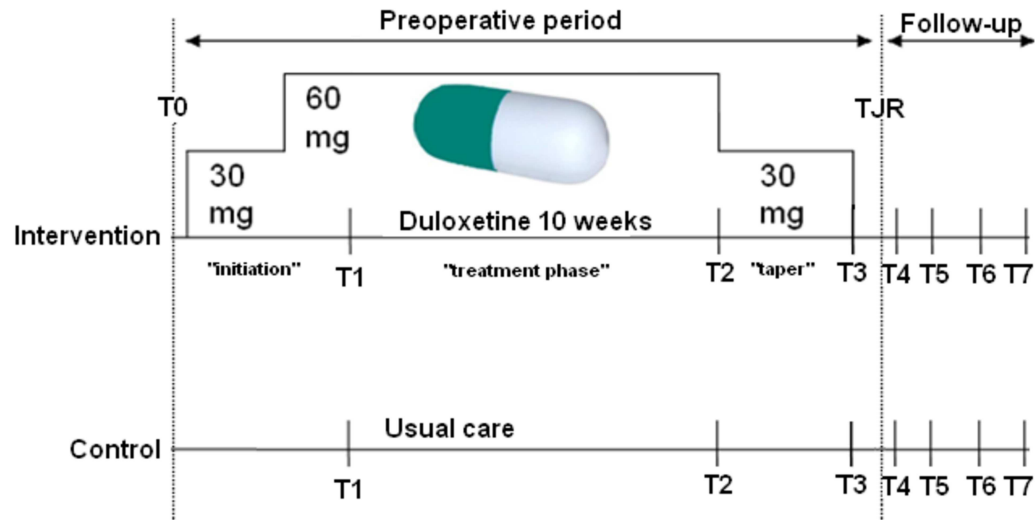 Preoperative period
Follow-up
T0
60
mg
TJR
30
mg
30
mg
Intervention
Duloxetine 10 weeks
"initiation"
T1
"treatment phase"
T2
"taper"
T3
T4
T5
T6
T7
Usual care
Control
T1
T2
T3
T4
T5
T6
T7